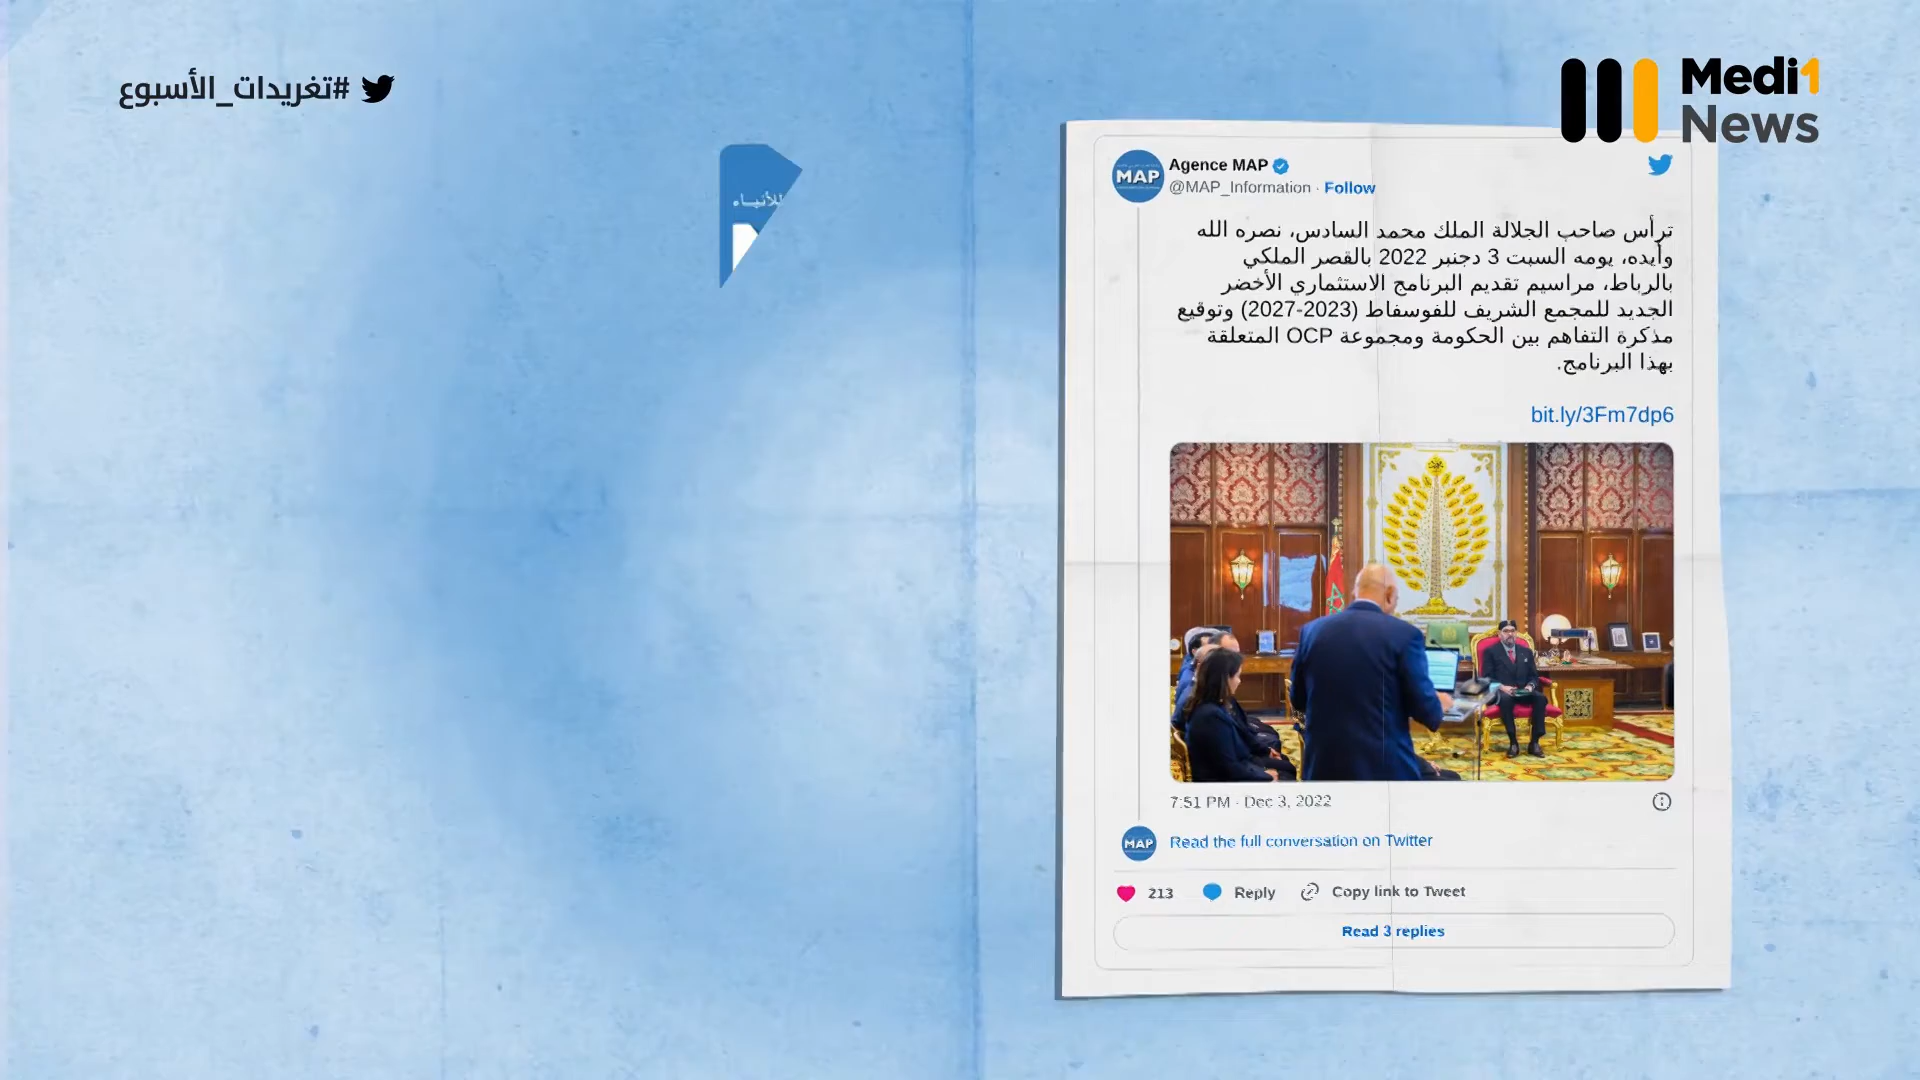 #تغريدات_الأسبوع
Medi1
News
للأنباء
MAP
Agence MAP
@MAP_Information · Follow
ترأس صاحب الجلالة الملك محمد السادس، نصره الله
وأيده، يومه السبت 3 دجنبر 2022 بالقصر الملكي
بالرباط، مراسيم تقديم البرنامج الاستثماري الأخضر
الجديد للمجمع الشريف للفوسفاط (2023-2027) وتوقيع
مذكرة التفاهم بين الحكومة ومجموعة OCP المتعلقة
بهذا البرنامج.
bit.ly/3Fm7dp6
7:51 PM · Dec 3, 2022
MAP
Read the full conversation on Twitter
213 Reply Copy link to Tweet
Read 3 replies